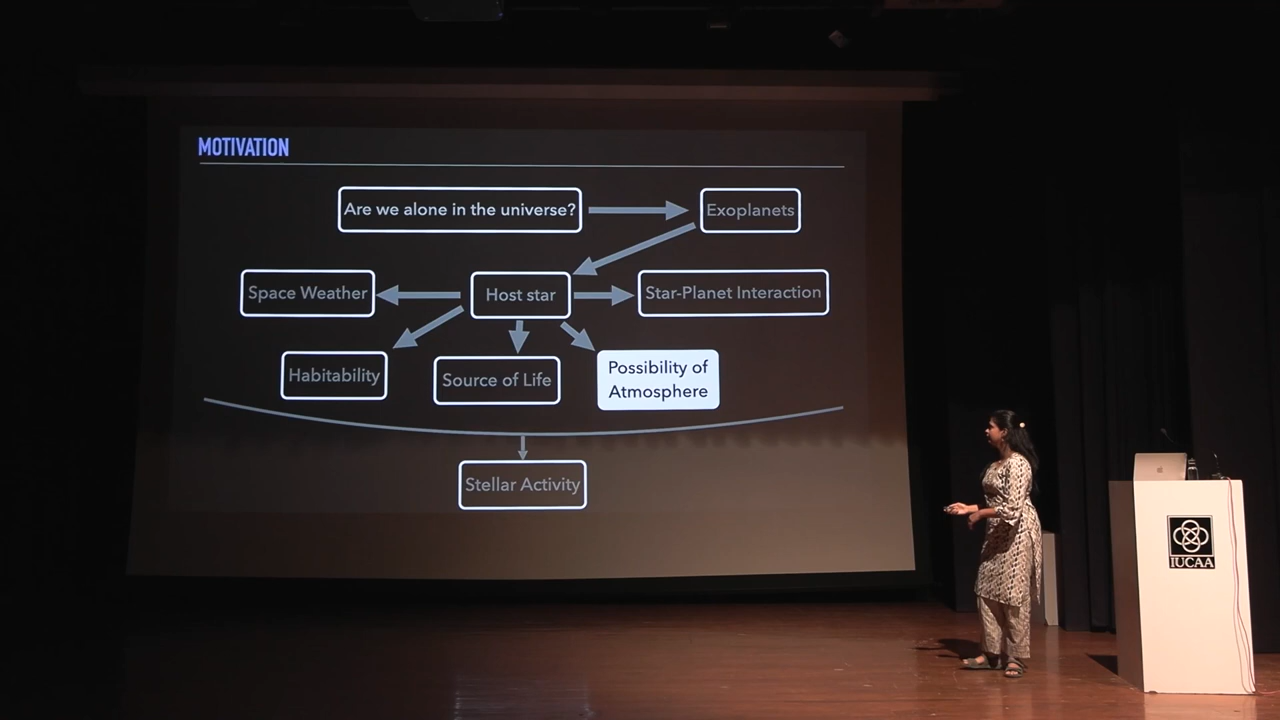 MOTIVATION
Are we alone in the universe?
Exoplanets
Space Weather
Host star
Star-Planet Interaction
Habitability
Source of Life
Possibility of
Atmosphere
Stellar Activity
IUCAA